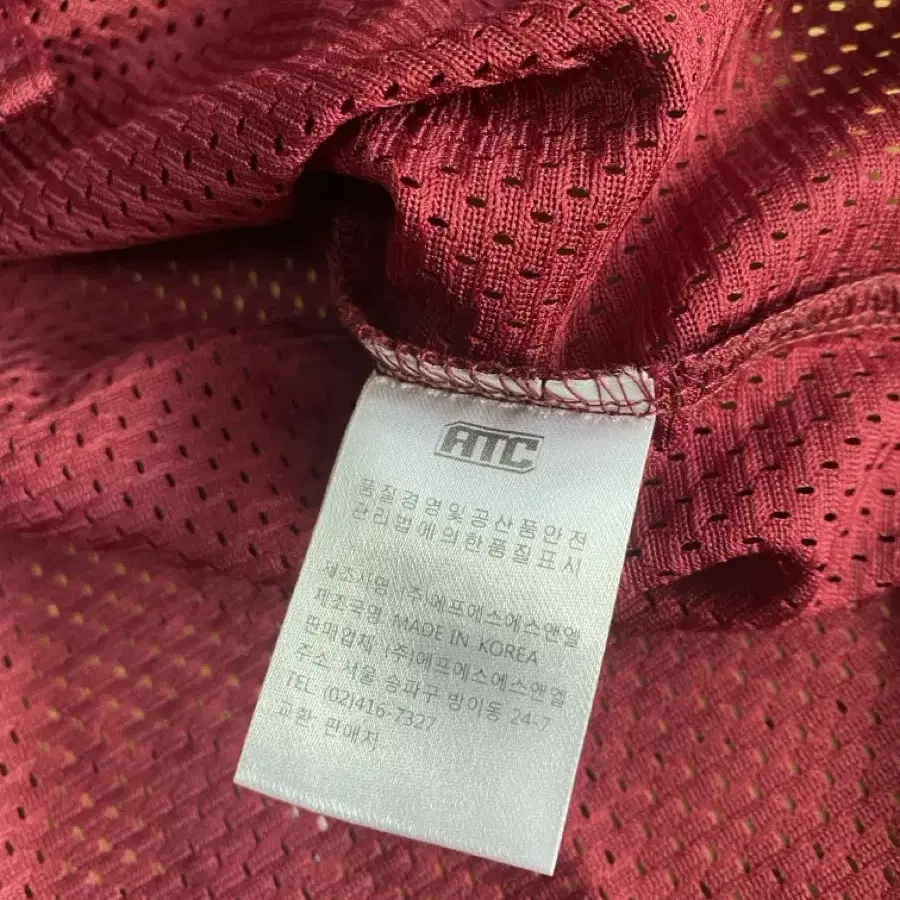 ATC
품질경영및공산품안전
관리법에의한품질표시
제조자명 (주)에프에스에스앤엘
제조국명 MADE IN KOREA
판매업체 (주)에프에스에스앤엘
주소 서울 송파구 방이동 24-7
TEL (02)416-7327
교환: 판매처